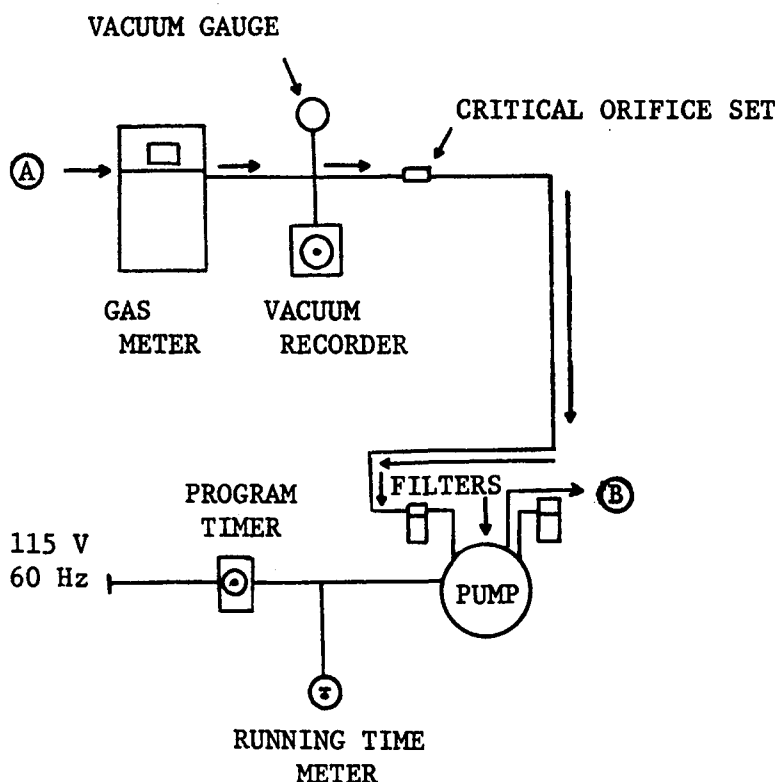 VACUUM GAUGE
CRITICAL ORIFICE SET
A
GAS
METER
VACUUM
RECORDER
PROGRAM
TIMER
FILTERS
B
115 V
60 Hz
PUMP
RUNNING TIME
METER